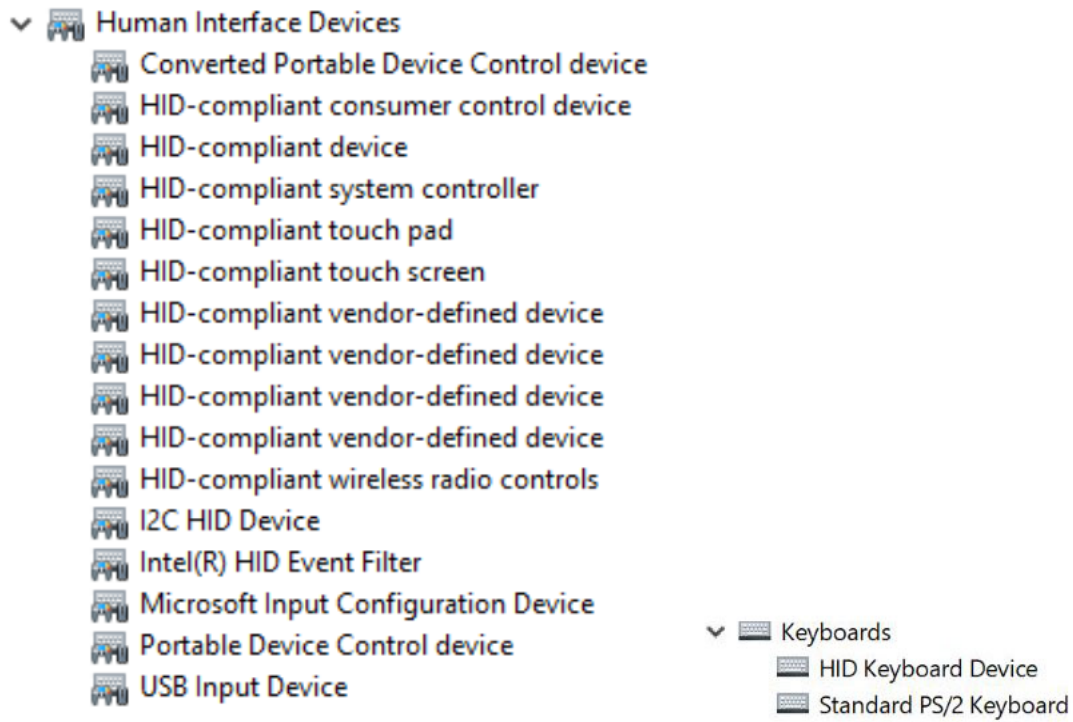 Human Interface Devices
Converted Portable Device Control device
HID-compliant consumer control device
HID-compliant device
HID-compliant system controller
HID-compliant touch pad
HID-compliant touch screen
HID-compliant vendor-defined device
HID-compliant vendor-defined device
HID-compliant vendor-defined device
HID-compliant vendor-defined device
HID-compliant wireless radio controls
I2C HID Device
Intel(R) HID Event Filter
Microsoft Input Configuration Device
Portable Device Control device
USB Input Device
Keyboards
HID Keyboard Device
Standard PS/2 Keyboard